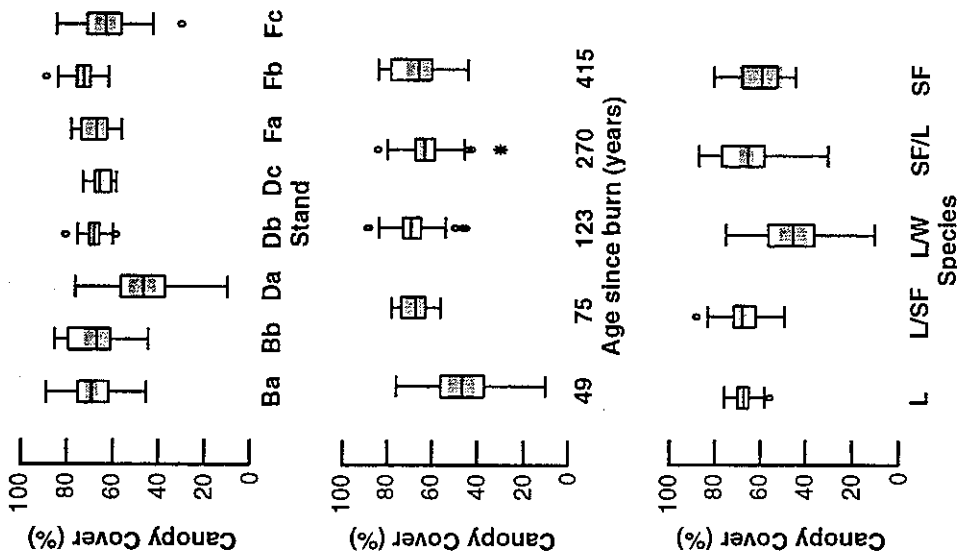 Canopy Cover (%)
100
80
60
40
20
0
Ba Bb Da Db Dc Fa Fb Fc
Stand
Canopy Cover (%)
100
80
60
40
20
0
49 75 123 270 415
Age since burn (years)
Canopy Cover (%)
100
80
60
40
20
0
L L/SF L/W SF/L SF
Species